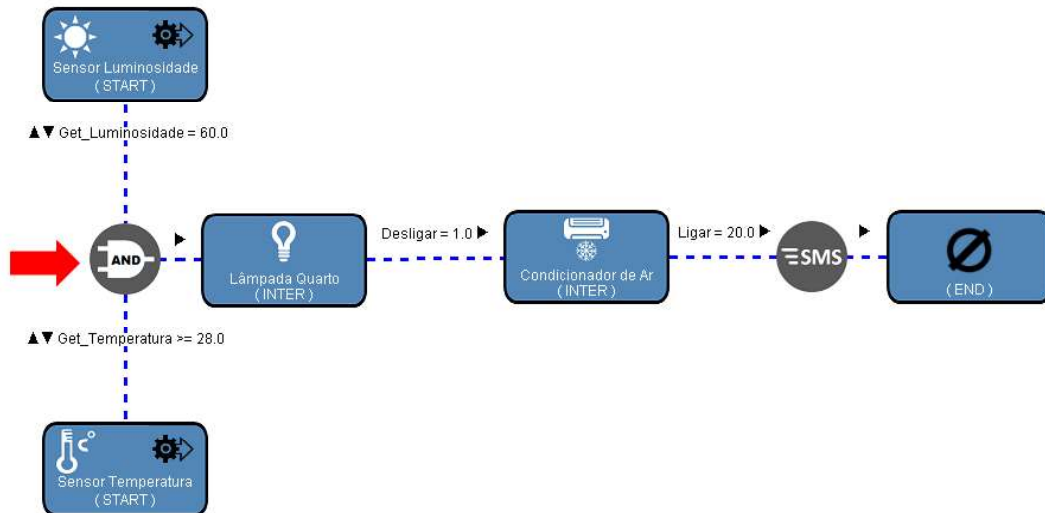 Sensor Luminosidade
( START )
▲▼ Get_Luminosidade = 60.0
AND
Lâmpada Quarto
( INTER )
Desligar = 1.0 ▶
Condicionador de Ar
( INTER )
Ligar = 20.0 ▶
SMS
( END )
▲▼ Get_Temperatura >= 28.0
C°
Sensor Temperatura
( START )